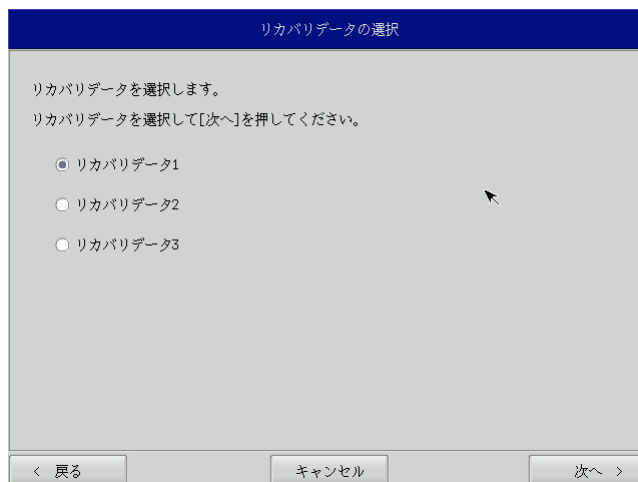 リカバリデータの選択
リカバリデータを選択します。
リカバリデータを選択して[次へ]を押してください。
リカバリデータ1
リカバリデータ2
リカバリデータ3
< 戻る
キャンセル
次へ >